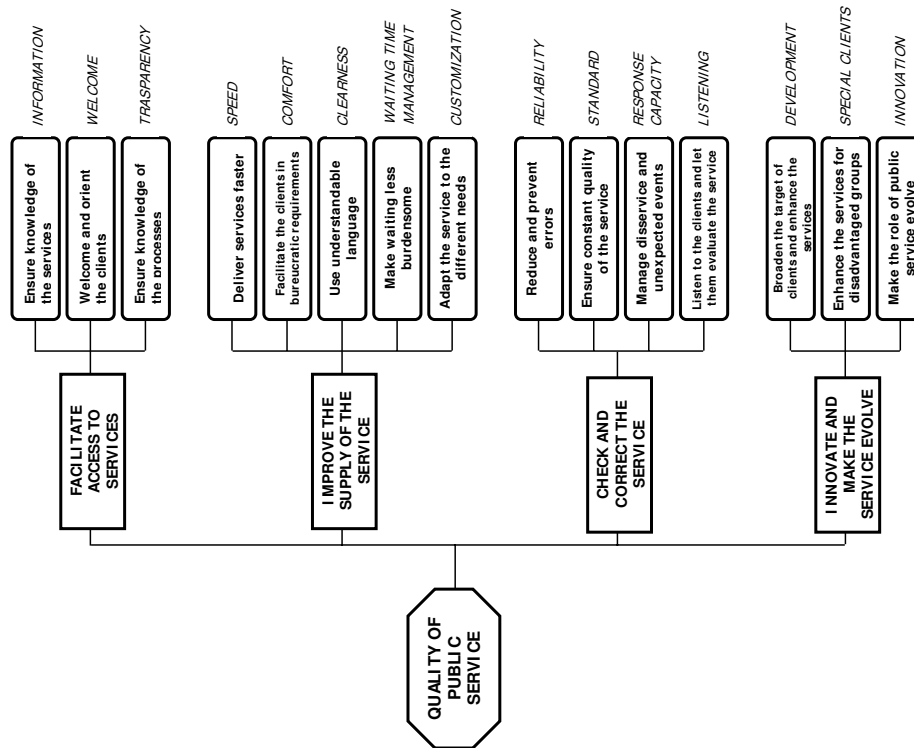 QUALITY OF
PUBLIC
SERVICE
FACILITATE
ACCESS TO
SERVICES
Ensure knowledge of
the services
INFORMATION
Welcome and orient
the clients
WELCOME
Ensure knowledge of
the processes
TRASPARENCY
IMPROVE THE
SUPPLY OF THE
SERVICE
Deliver services faster
SPEED
Facilitate the clients in
bureucratic requirements
COMFORT
Use understandable
language
CLEARNESS
Make waiting less
burdensome
WAITING TIME
MANAGEMENT
Adapt the service to the
different needs
CUSTOMIZATION
CHECK AND
CORRECT THE
SERVICE
Reduce and prevent
errors
RELIABILITY
Ensure constant quality
of the service
STANDARD
Manage disservice and
unexpected events
RESPONSE
CAPACITY
Listen to the clients and let
them evaluate the service
LISTENING
INNOVATE AND
MAKE THE
SERVICE EVOLVE
Broaden the target of
clients and enhance the
services
DEVELOPMENT
Enhance the services for
disadvantaged groups
SPECIAL CLIENTS
Make the role of public
service evolve
INNOVATION